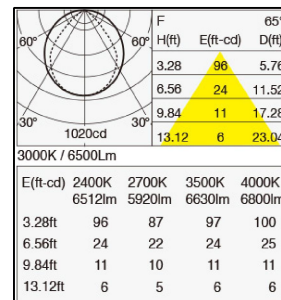 60° 60°
30° 30°
1020cd
F 65°
H(ft) E(ft-cd) D(ft)
3.28 96 5.76
6.56 24 11.52
9.84 11 17.28
13.12 6 23.04
3000K / 6500Lm
E(ft-cd) 2400K 2700K 3500K 4000K
6512lm 5920lm 6630lm 6800lm
3.28ft 96 87 97 100
6.56ft 24 22 24 25
9.84ft 11 10 11 11
13.12ft 6 5 6 6